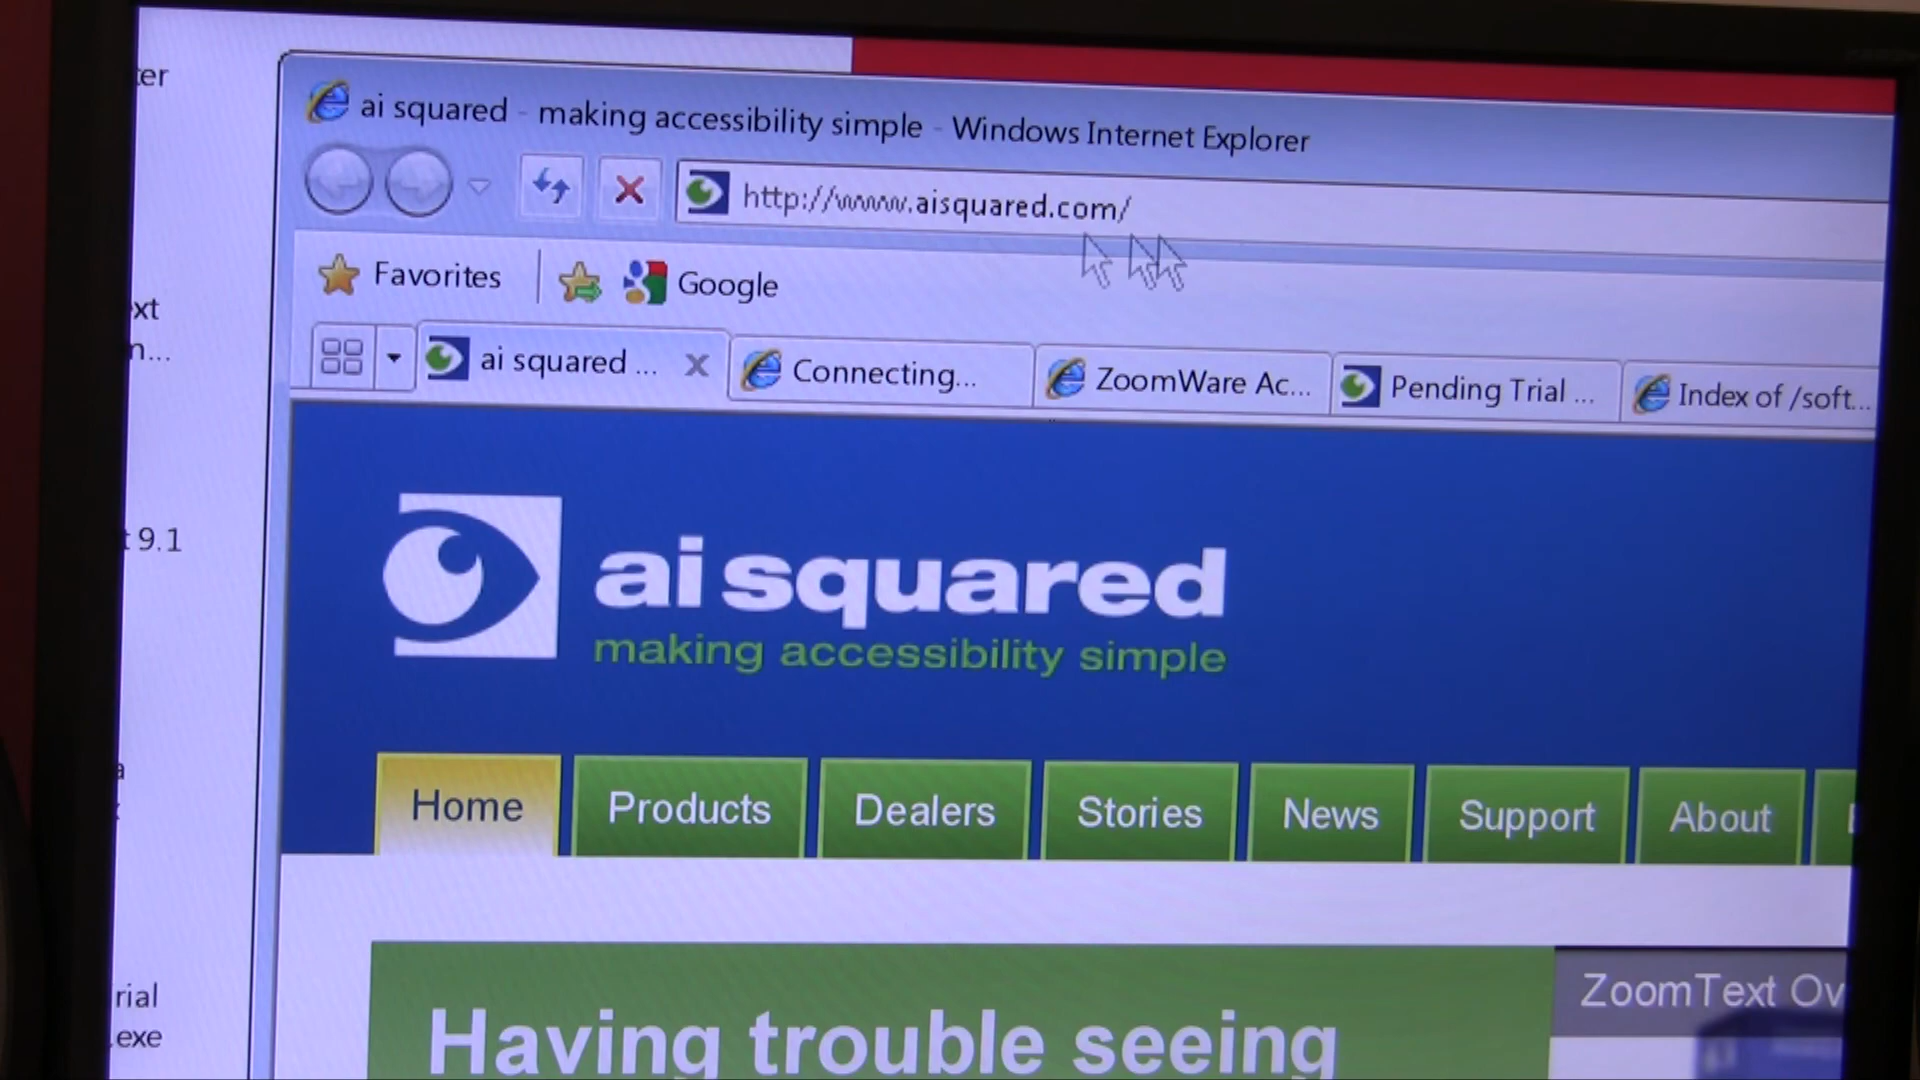 ai squared - making accessibility simple - Windows Internet Explorer
http://www.aisquared.com/
Favorites
Google
ai squared ...
Connecting...
ZoomWare Ac...
Pending Trial ...
Index of /soft...
ai squared
making accessibility simple
Home
Products
Dealers
Stories
News
Support
About
Having trouble seeing
ZoomText Ov
9.1
rial
.exe